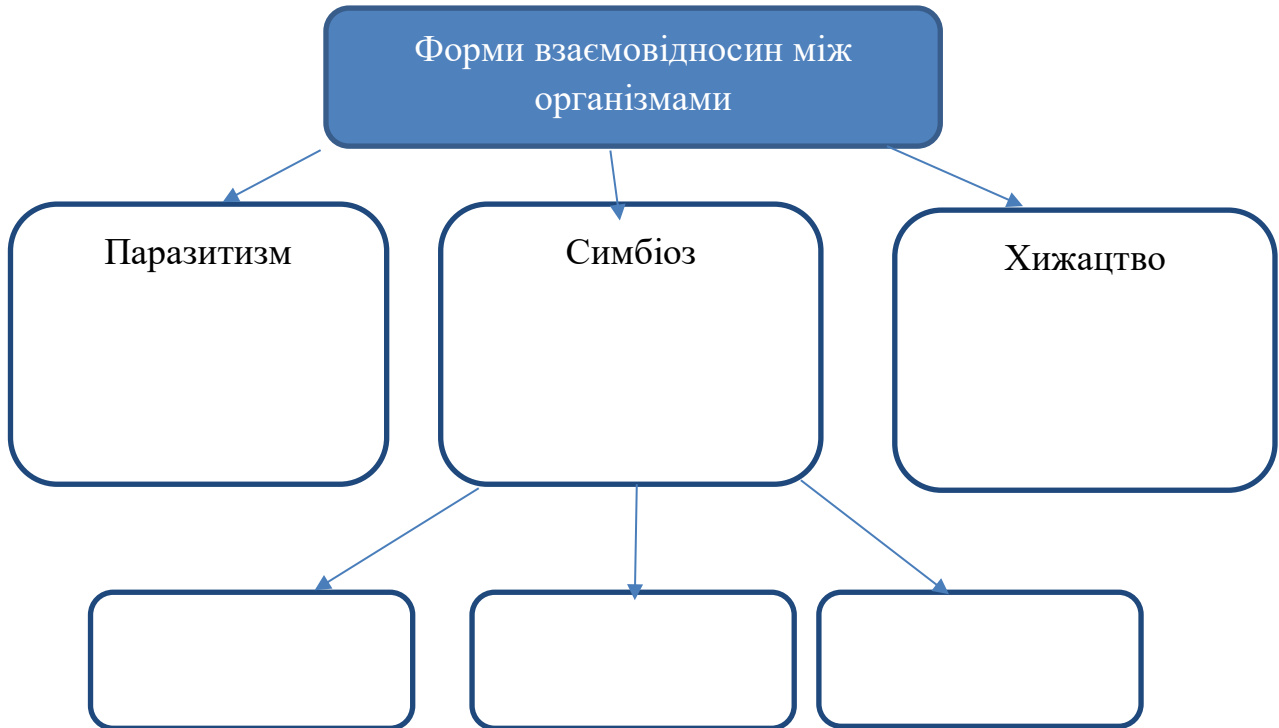 Форми взаємовідносин між
організмами
Паразитизм
Симбіоз
Хижацтво